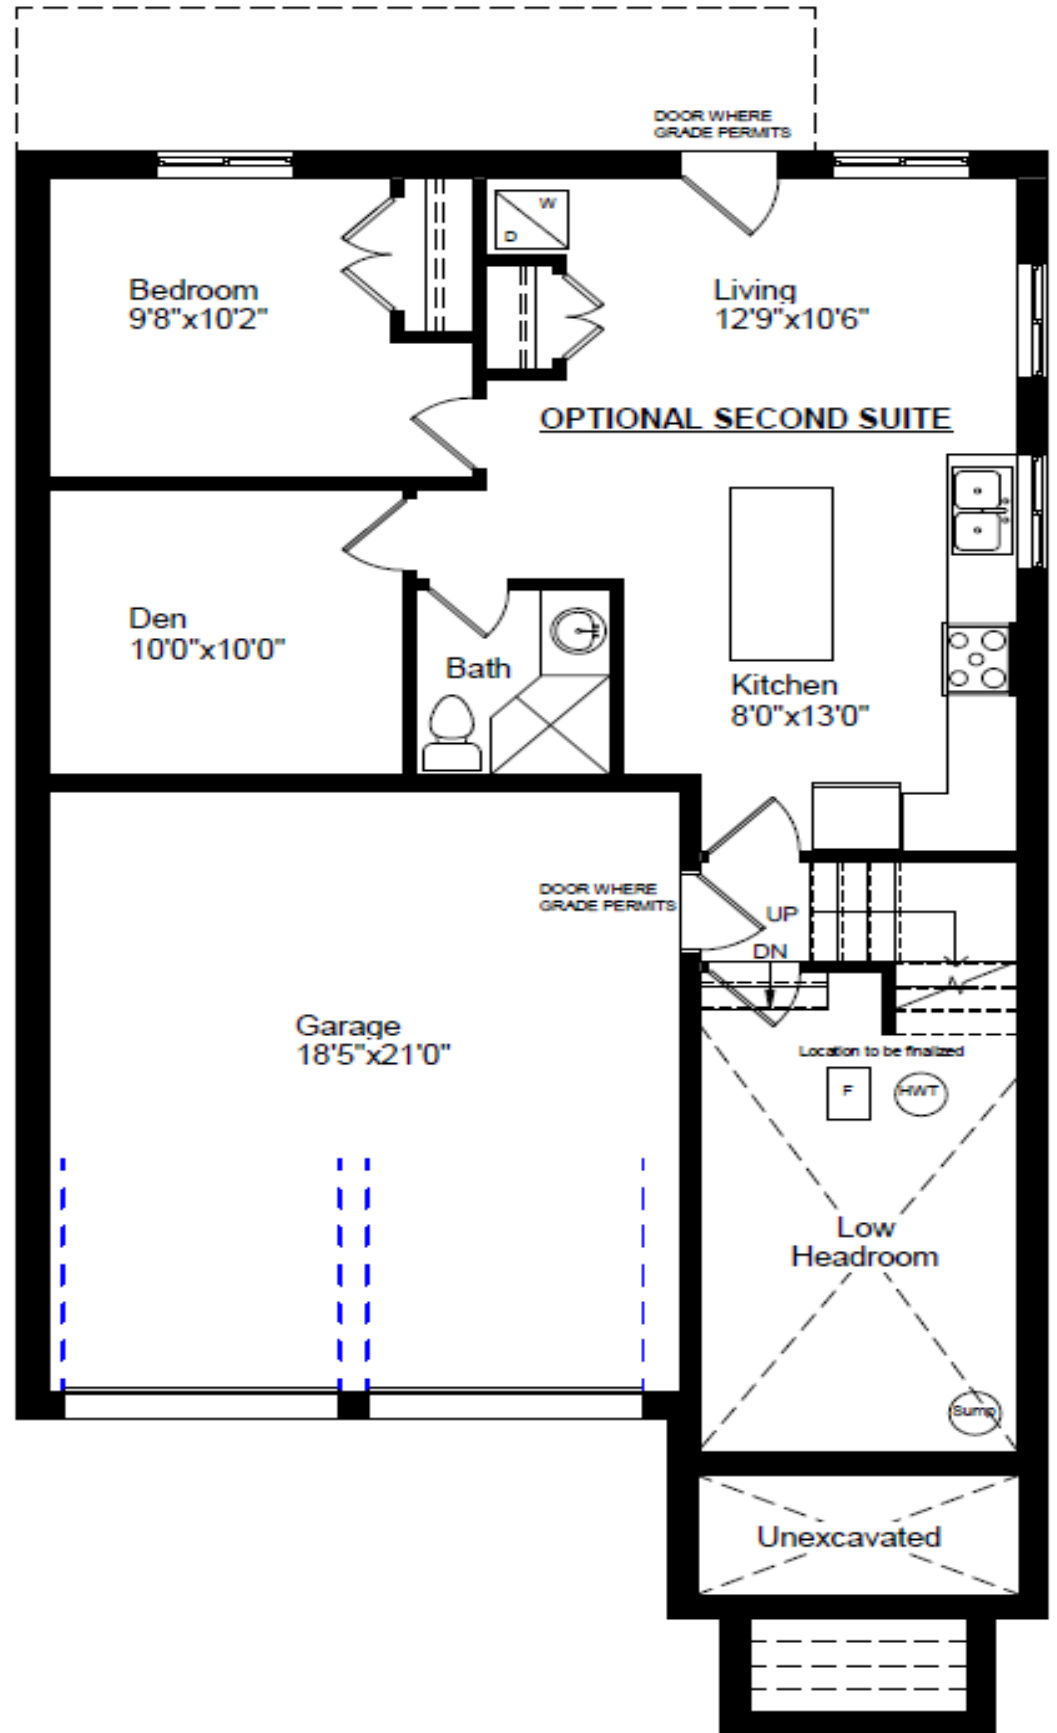 DOOR WHERE
GRADE PERMITS
W
D
Bedroom
9'8"x10'2"
Living
12'9"x10'6"
OPTIONAL SECOND SUITE
Den
10'0"x10'0"
Bath
Kitchen
8'0"x13'0"
DOOR WHERE
GRADE PERMITS
UP
DN
Garage
18'5"x21'0"
Location to be finalized
F
HWT
Low
Headroom
Sump
Unexcavated